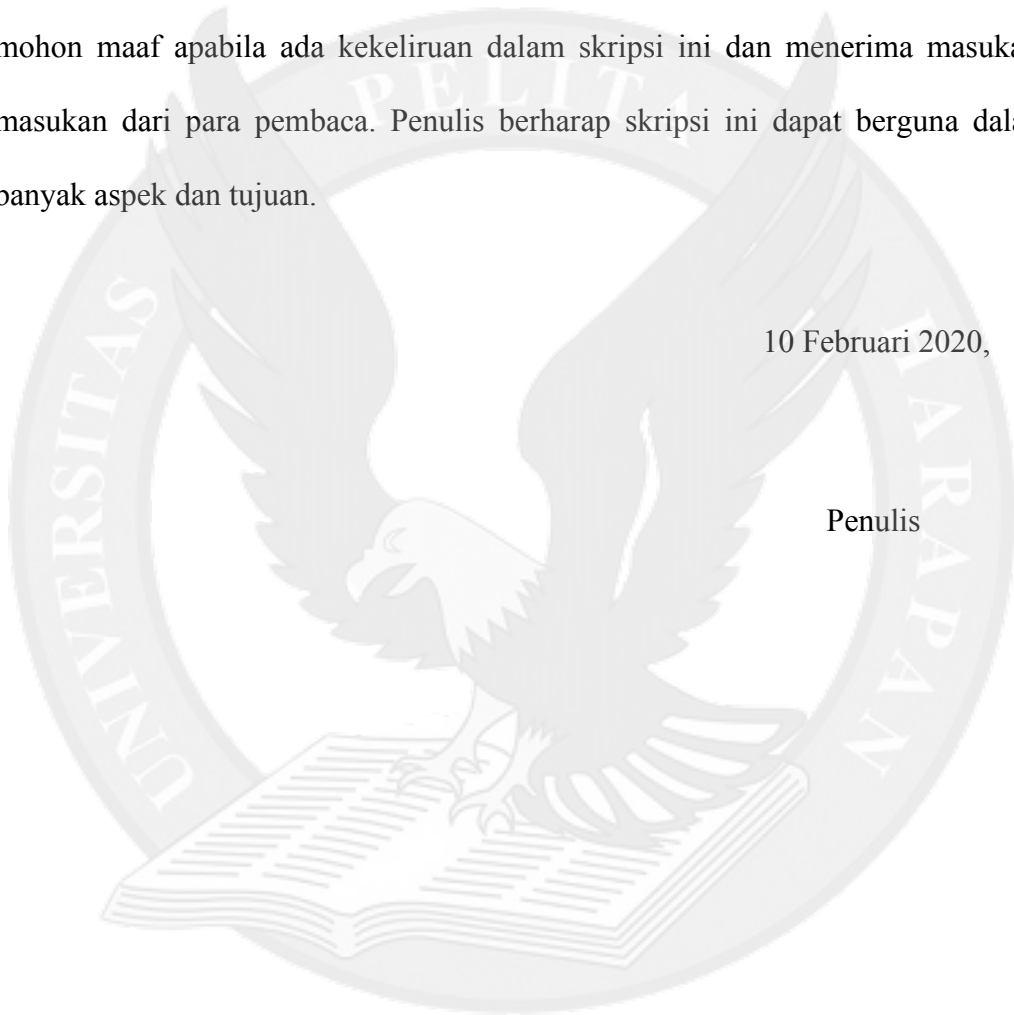 mohon maaf apabila ada kekeliruan dalam skripsi ini dan menerima masuka
masukan dari para pembaca. Penulis berharap skripsi ini dapat berguna dala
banyak aspek dan tujuan.
10 Februari 2020,
Penulis
UNIVERSITAS PELITA HARAPAN